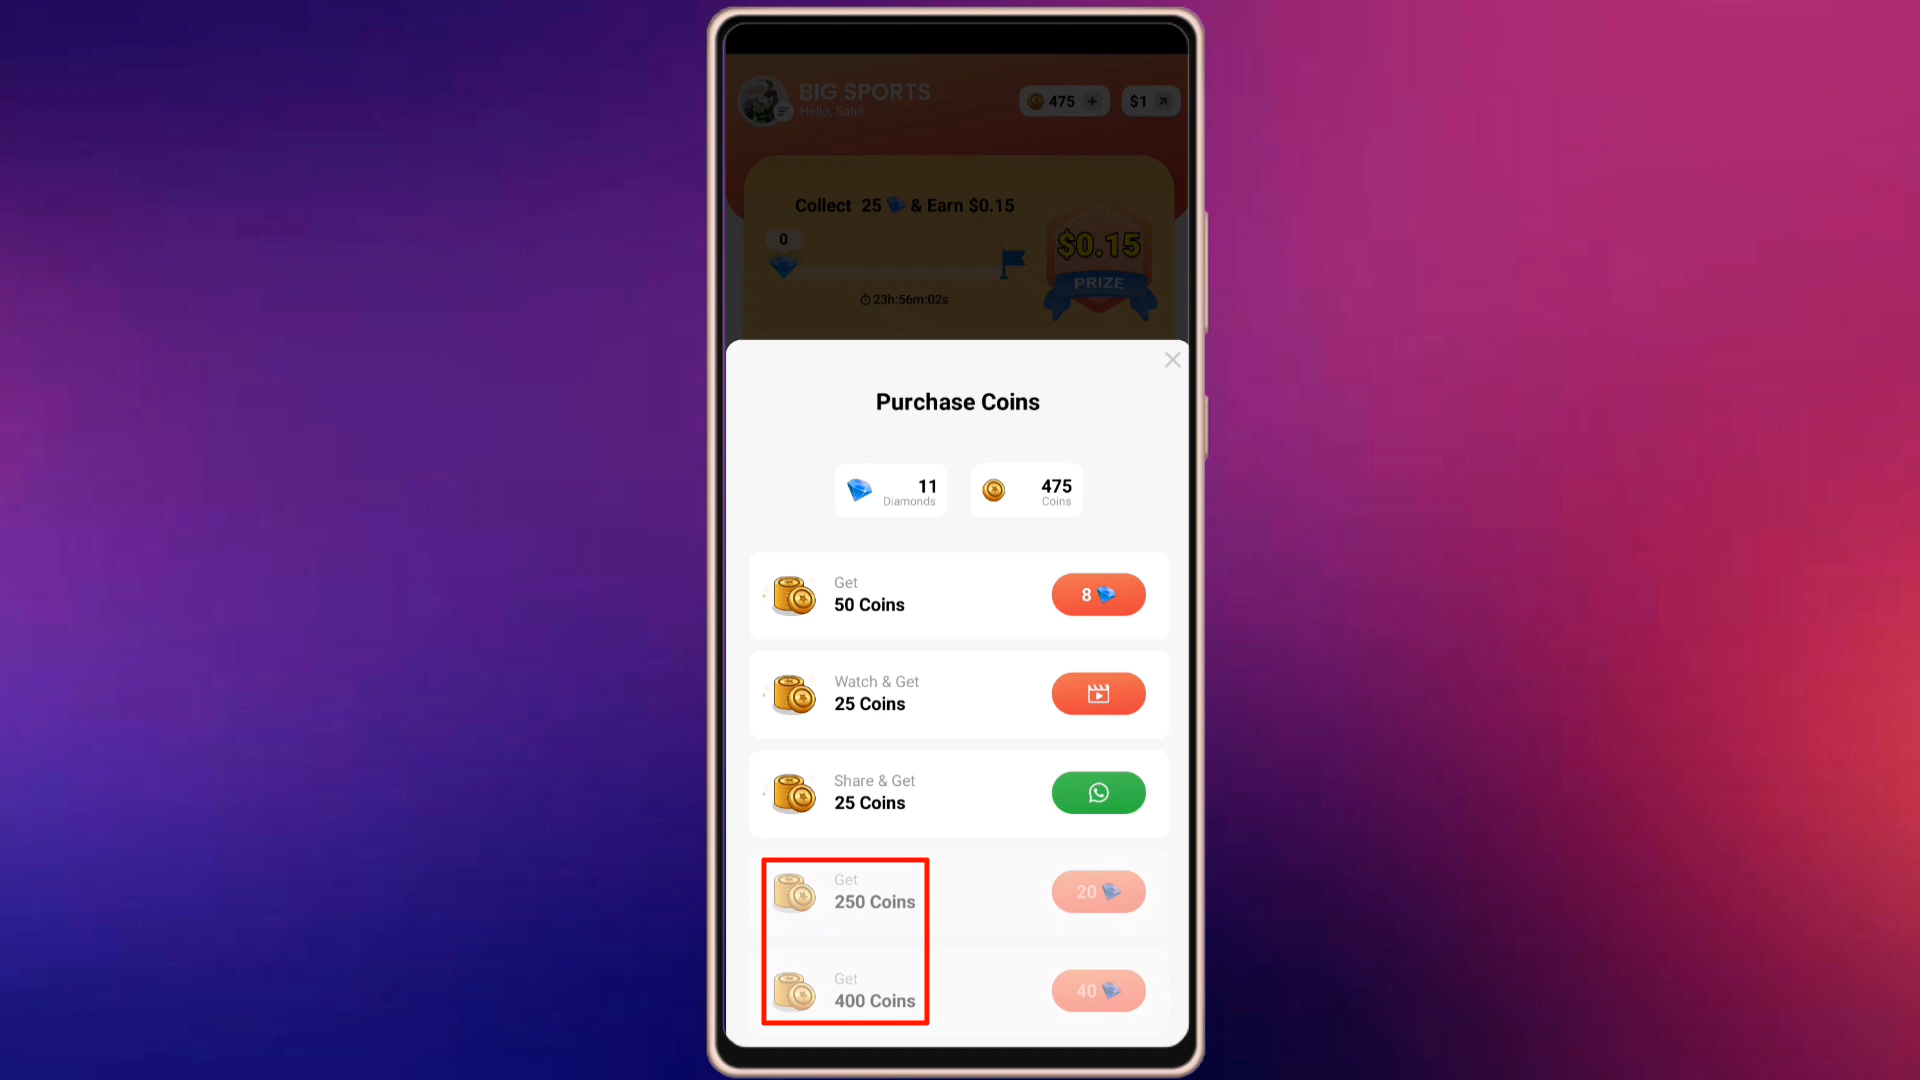 BIG SPORTS
Hello, Sahil
475 +
$1
Collect 25 & Earn $0.15
0
$0.15
PRIZE
23h:56m:02s
Purchase Coins
11
Diamonds
475
Coins
Get
50 Coins
8
Watch & Get
25 Coins
Share & Get
25 Coins
Get
250 Coins
20
Get
400 Coins
40